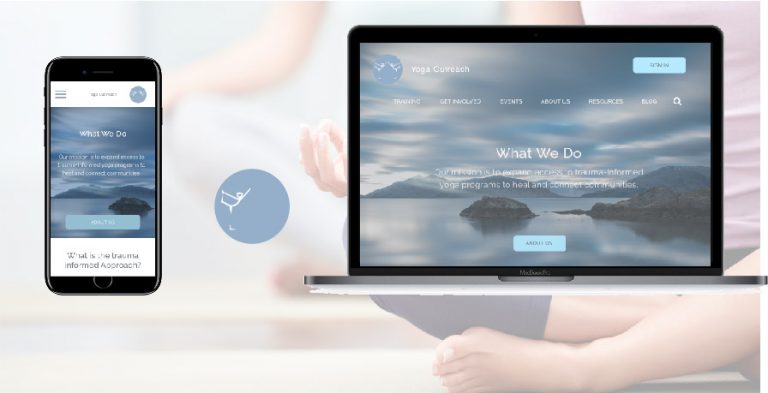 Yoga Outreach
What We Do
Our mission is to expand access to
trauma-informed yoga programs to
heal and connect communities.
ABOUT US
What is the trauma
informed Approach?
Yoga Outreach
SIGN IN
TRAINING GET INVOLVED EVENTS ABOUT US RESOURCES BLOG
What We Do
Our mission is to expand access to trauma-informed
yoga programs to heal and connect communities.
ABOUT US
MacBook Pro